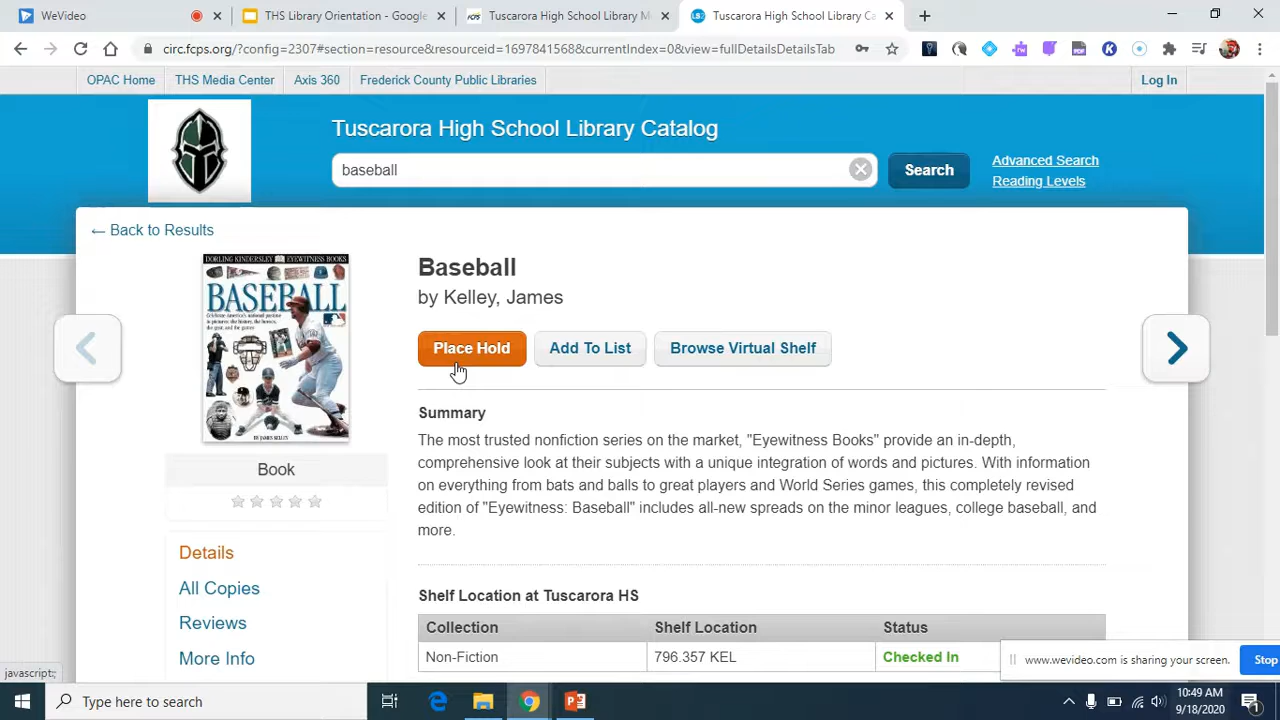 WeVideo
THS Library Orientation - Google
Tuscarora High School Library M
Tuscarora High School Library Ca
circ.fcps.org/?config=2307#section=resource&resourceid=1697841568&currentIndex=0&view=fullDetailsDetailsTab
OPAC Home THS Media Center Axis 360 Frederick County Public Libraries Log In
Tuscarora High School Library Catalog
baseball Search
Advanced Search
Reading Levels
← Back to Results
DORLING KINDERSLEY EYEWITNESS BOOKS
BASEBALL
BY JAMES KELLEY
Baseball
by Kelley, James
Place Hold Add To List Browse Virtual Shelf
Summary
The most trusted nonfiction series on the market, "Eyewitness Books" provide an in-depth,
comprehensive look at their subjects with a unique integration of words and pictures. With information
on everything from bats and balls to great players and World Series games, this completely revised
edition of "Eyewitness: Baseball" includes all-new spreads on the minor leagues, college baseball, and
more.
Book
Details
All Copies
Reviews
More Info
Shelf Location at Tuscarora HS
Collection Shelf Location Status
Non-Fiction 796.357 KEL Checked In
www.wevideo.com is sharing your screen. Stop
javascript:;
Type here to search
10:49 AM
9/18/2020